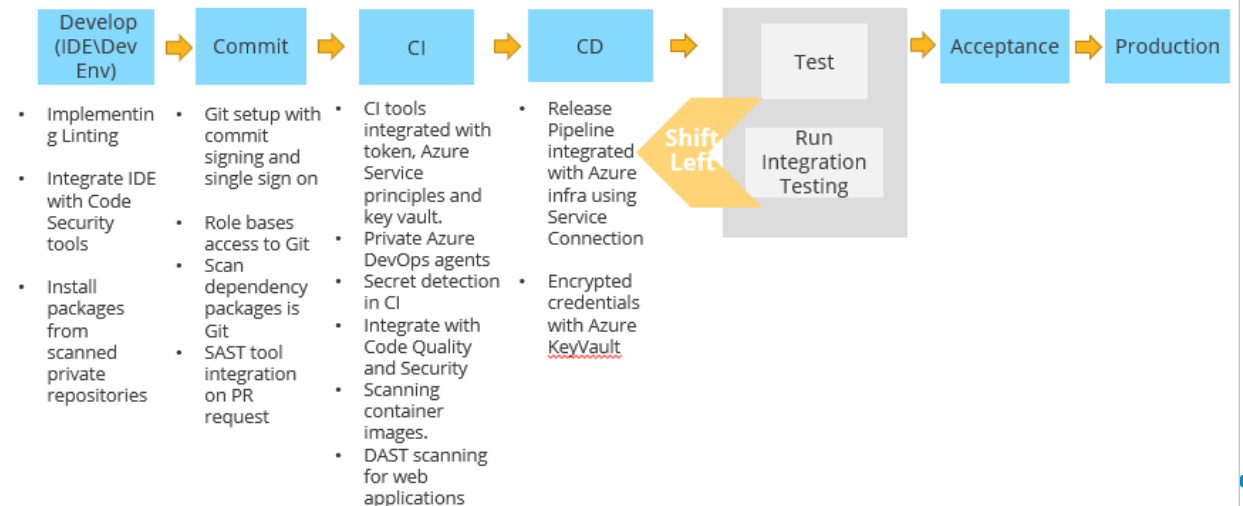 Develop
(IDE\Dev
Env)
Commit
CI
CD
Test
Run
Integration
Testing
Shift
Left
Acceptance
Production
• Implementin
g Linting
• Integrate IDE
with Code
Security
tools
• Install
packages
from
scanned
private
repositories
• Git setup with
commit
signing and
single sign on
• Role bases
access to Git
• Scan
dependency
packages is
Git
• SAST tool
integration
on PR
request
• CI tools
integrated with
token, Azure
Service
principles and
key vault.
• Private Azure
DevOps agents
• Secret detection
in CI
• Integrate with
Code Quality
and Security
• Scanning
container
images.
• DAST scanning
for web
applications
• Release
Pipeline
integrated
with Azure
infra using
Service
Connection
• Encrypted
credentials
with Azure
KeyVault